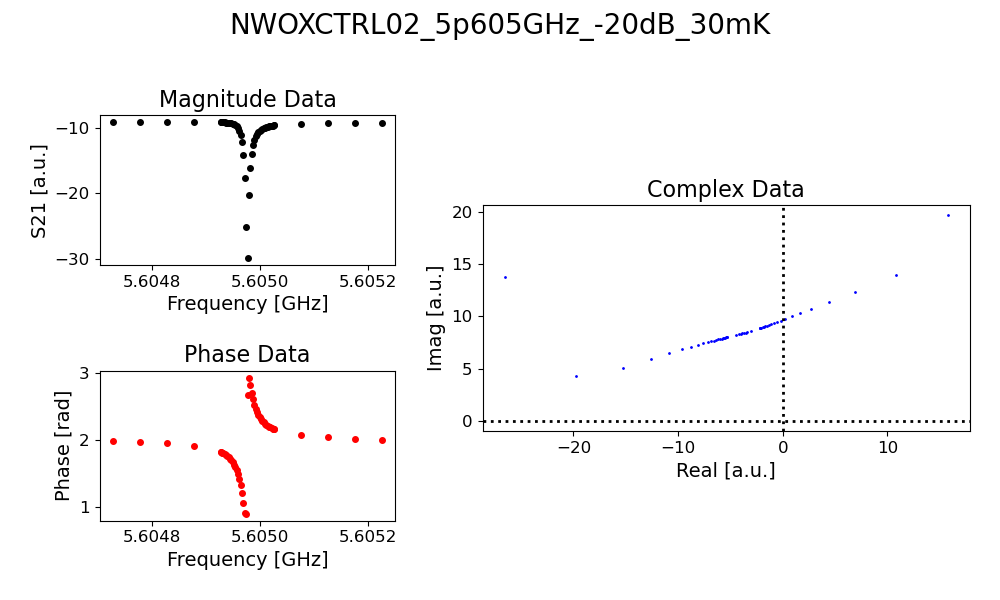 NWOXCTRL02_5p605GHz_-20dB_30mK
Magnitude Data
S21 [a.u.]
−10
−20
−30
5.6048 5.6050 5.6052
Frequency [GHz]
Phase Data
Phase [rad]
3
2
1
5.6048 5.6050 5.6052
Frequency [GHz]
Complex Data
Imag [a.u.]
20
15
10
5
0
−20 −10 0 10
Real [a.u.]